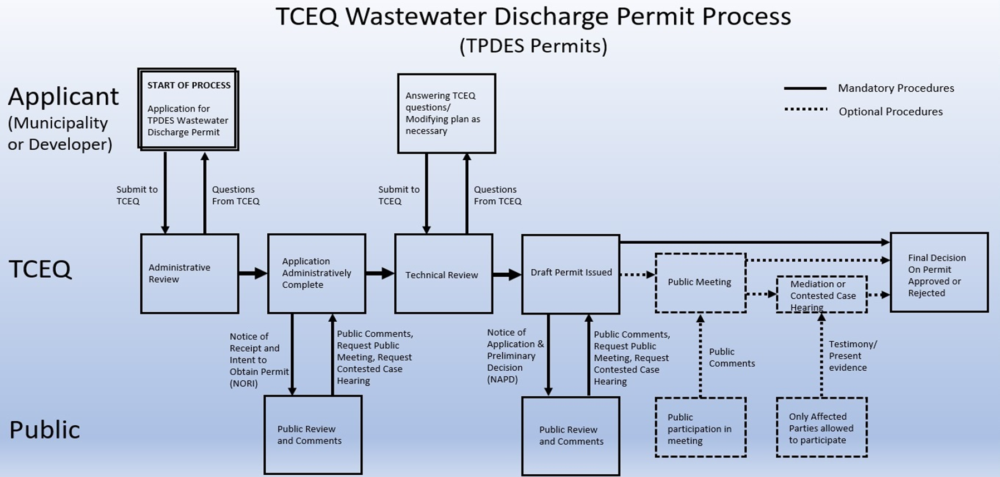 TCEQ Wastewater Discharge Permit Process
(TPDES Permits)
Applicant
(Municipality
or Developer)
START OF PROCESS
Application for
TPDES Wastewater
Discharge Permit
Answering TCEQ
questions/
Modifying plan as
necessary
Mandatory Procedures
Optional Procedures
Submit to
TCEQ
Questions
From TCEQ
Submit to
TCEQ
Questions
From TCEQ
TCEQ
Administrative
Review
Application
Administratively
Complete
Technical Review
Draft Permit Issued
Public Meeting
Mediation or
Contested Case
Hearing
Final Decision
On Permit
Approved or
Rejected
Notice of
Receipt and
Intent to
Obtain Permit
(NORI)
Public Comments,
Request Public
Meeting, Request
Contested Case
Hearing
Notice of
Application &
Preliminary
Decision
(NAPD)
Public Comments,
Request Public
Meeting, Request
Contested Case
Hearing
Public
Comments
Testimony/
Present
evidence
Public
Public Review
and Comments
Public Review
and Comments
Public
participation in
meeting
Only Affected
Parties allowed
to participate